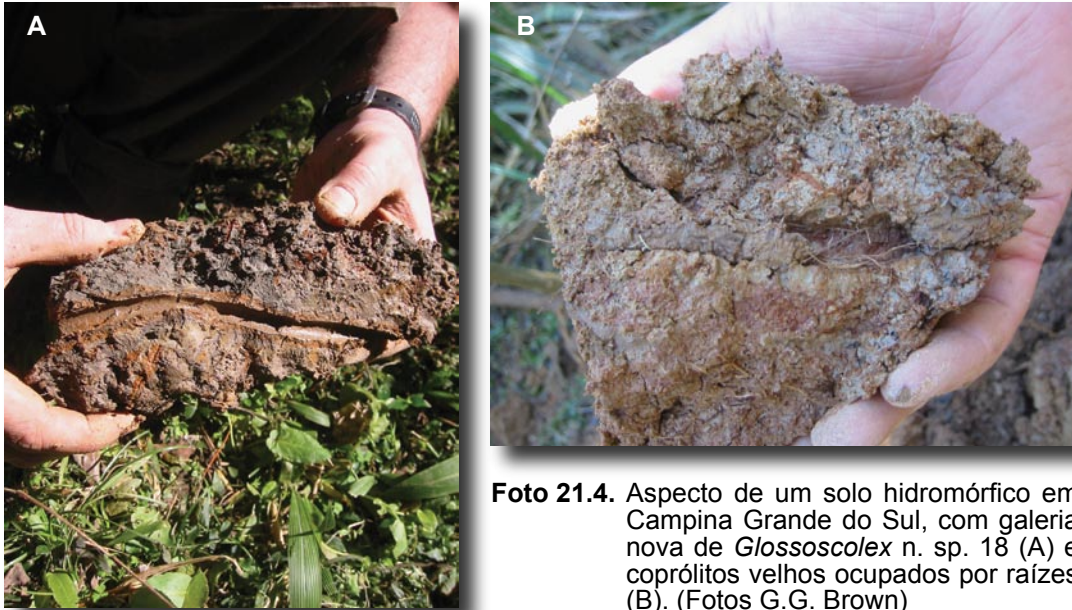 A
B
Foto 21.4. Aspecto de um solo hidromórfico em
Campina Grande do Sul, com galeria
nova de Glossoscolex n. sp. 18 (A) e
coprólitos velhos ocupados por raízes
(B). (Fotos G.G. Brown)